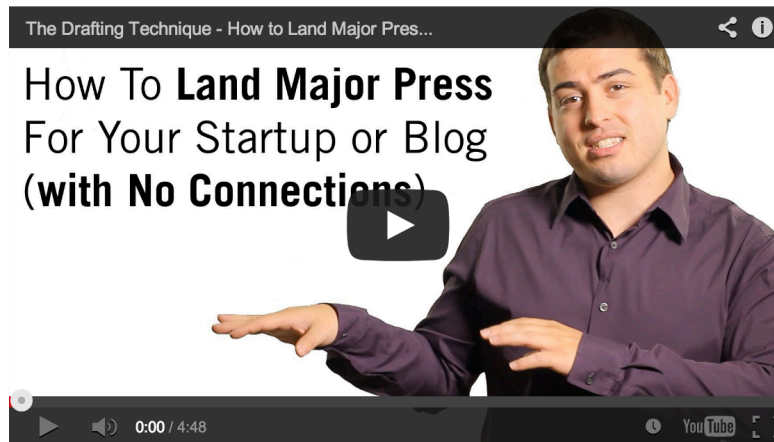 The Drafting Technique - How to Land Major Pres...
How To Land Major Press
For Your Startup or Blog
(with No Connections)
0:00 / 4:48
YouTube